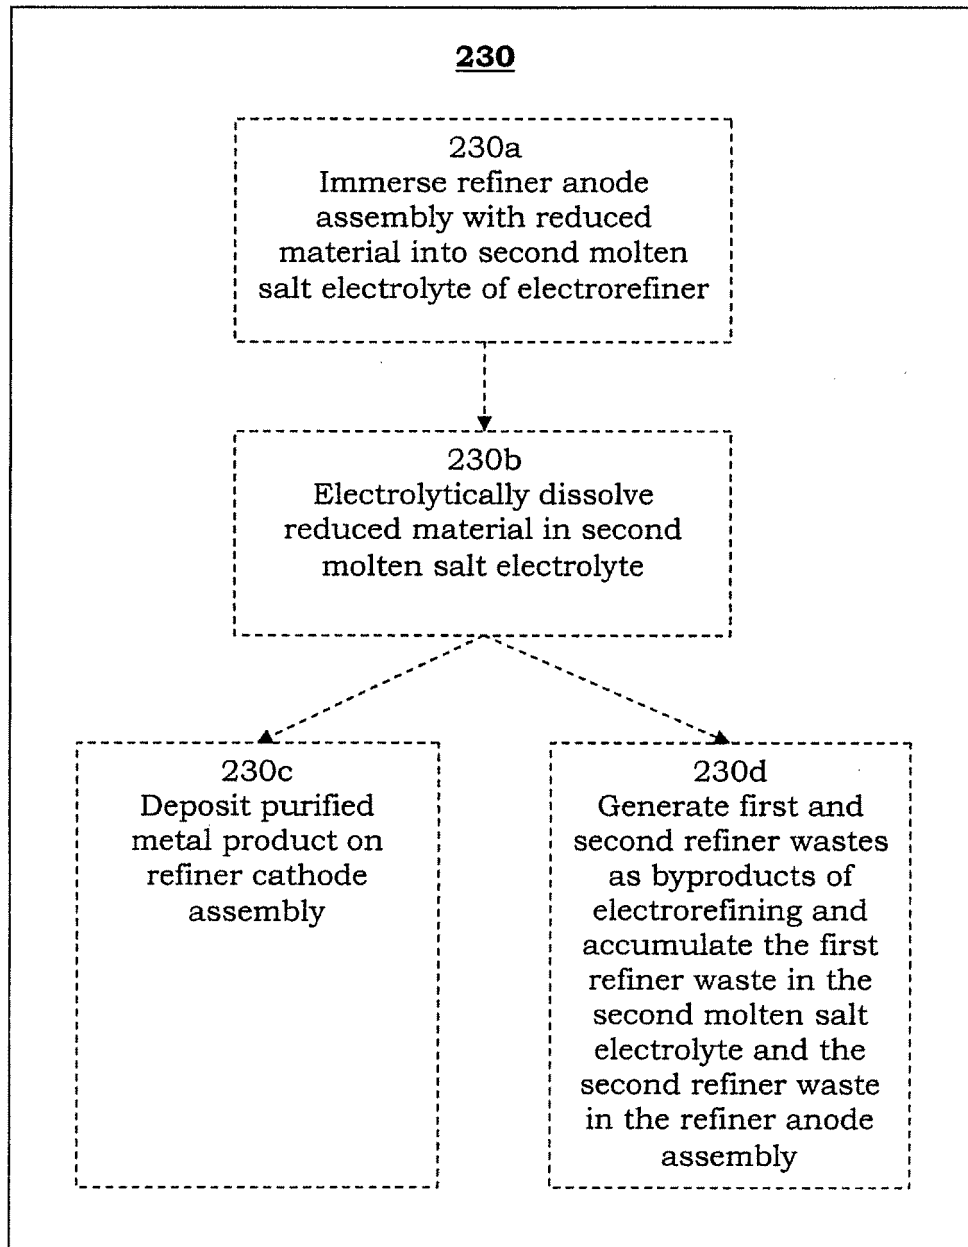 230
230a
Immerse refiner anode
assembly with reduced
material into second molten
salt electrolyte of electrorefiner
230b
Electrolytically dissolve
reduced material in second
molten salt electrolyte
230c
Deposit purified
metal product on
refiner cathode
assembly
230d
Generate first and
second refiner wastes
as byproducts of
electrorefining and
accumulate the first
refiner waste in the
second molten salt
electrolyte and the
second refiner waste
in the refiner anode
assembly